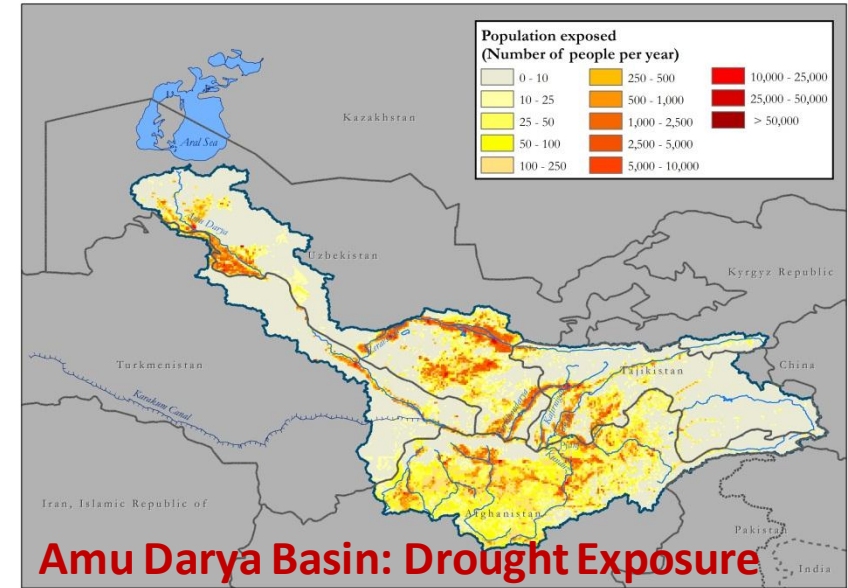 Population exposed
(Number of people per year)
0 - 10
10 - 25
25 - 50
50 - 100
100 - 250
250 - 500
500 - 1,000
1,000 - 2,500
2,500 - 5,000
5,000 - 10,000
10,000 - 25,000
25,000 - 50,000
> 50,000
Kazakhstan
Aral Sea
Amu Darya
Uzbekistan
Kyrgyz Republic
Turkmenistan
Tajikistan
China
Karakum Canal
Iran, Islamic Republic of
Afghanistan
Pakistan
India
Amu Darya Basin: Drought Exposure